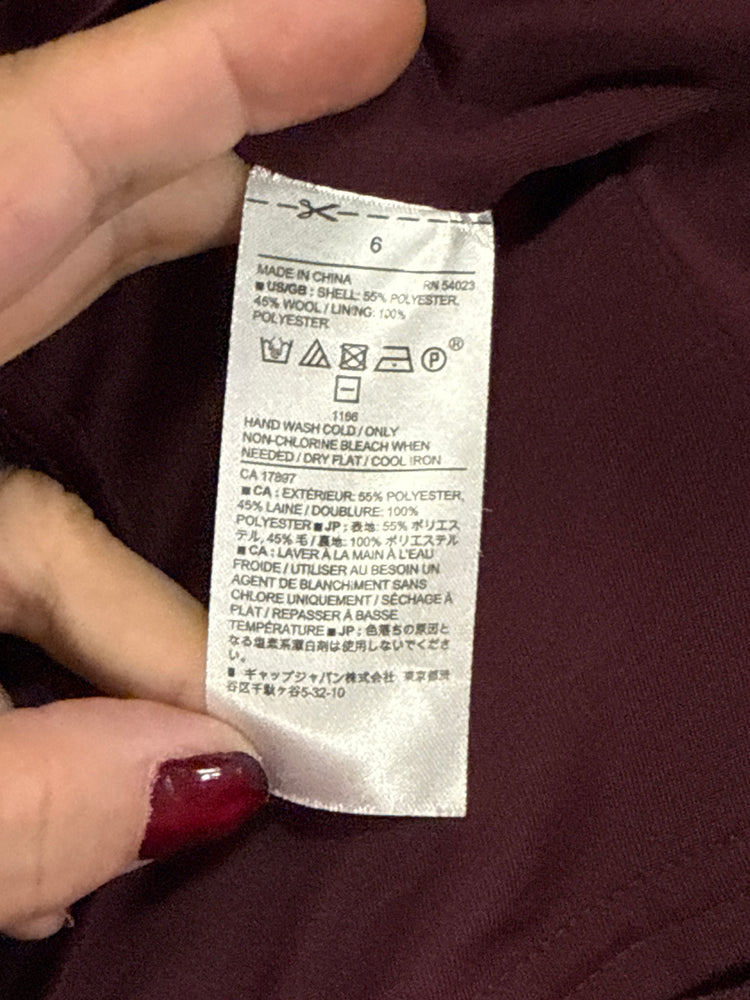 6
MADE IN CHINA RN 54023
■ US/GB : SHELL: 55% POLYESTER,
45% WOOL / LINING: 100%
POLYESTER
P ®
1166
HAND WASH COLD / ONLY
NON-CHLORINE BLEACH WHEN
NEEDED / DRY FLAT / COOL IRON
CA 17897
■ CA : EXTÉRIEUR: 55% POLYESTER,
45% LAINE / DOUBLURE: 100%
POLYESTER ■ JP : 表地: 55% ポリエス
テル, 45% 毛 / 裏地: 100% ポリエステル
■ CA : LAVER À LA MAIN À L'EAU
FROIDE / UTILISER AU BESOIN UN
AGENT DE BLANCHIMENT SANS
CHLORE UNIQUEMENT / SÉCHAGE À
PLAT / REPASSER À BASSE
TEMPÉRATURE ■ JP : 色落ちの原因と
なる塩素系漂白剤は使用しないでくださ
い。
■ ギャップジャパン株式会社 東京都渋
谷区千駄ヶ谷5-32-10